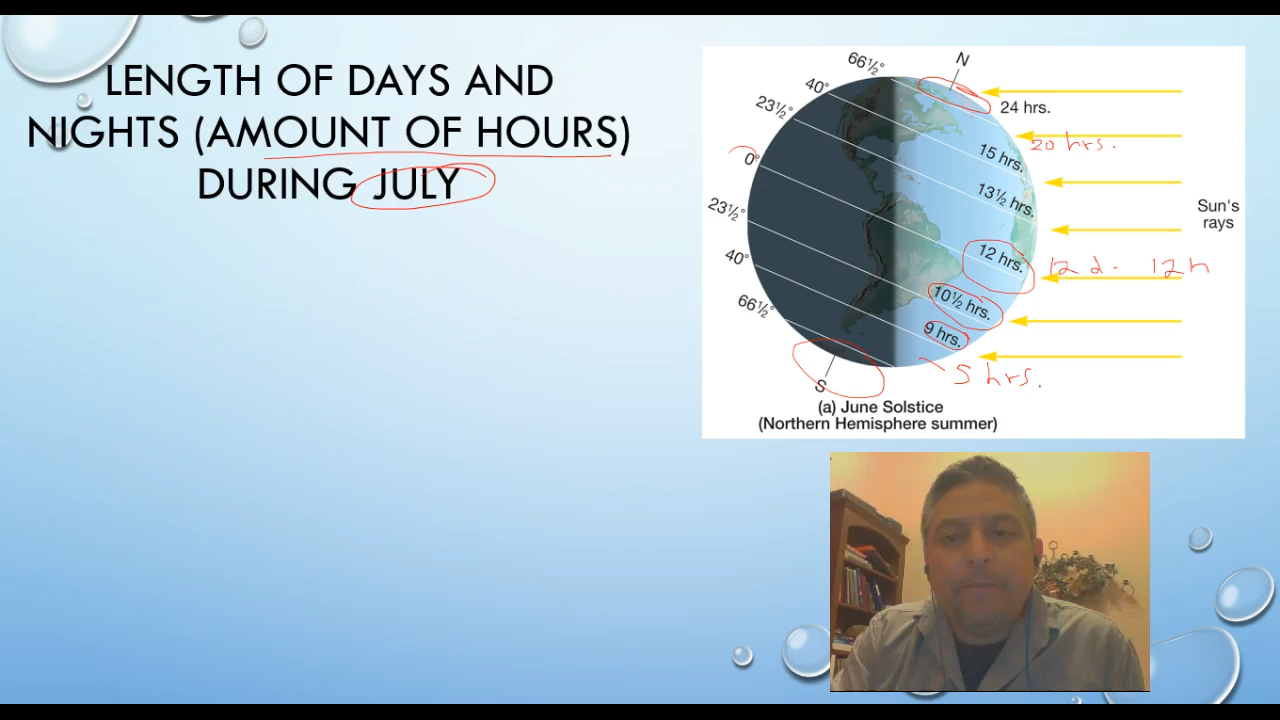 LENGTH OF DAYS AND
NIGHTS (AMOUNT OF HOURS)
DURING JULY
N
66½°
40°
24 hrs.
23½°
20 hrs.
15 hrs.
0°
13½ hrs.
Sun's
rays
23½°
12 hrs.
12 d - 12 n
40°
10½ hrs.
66½°
9 hrs.
5 hrs.
S
(a) June Solstice
(Northern Hemisphere summer)